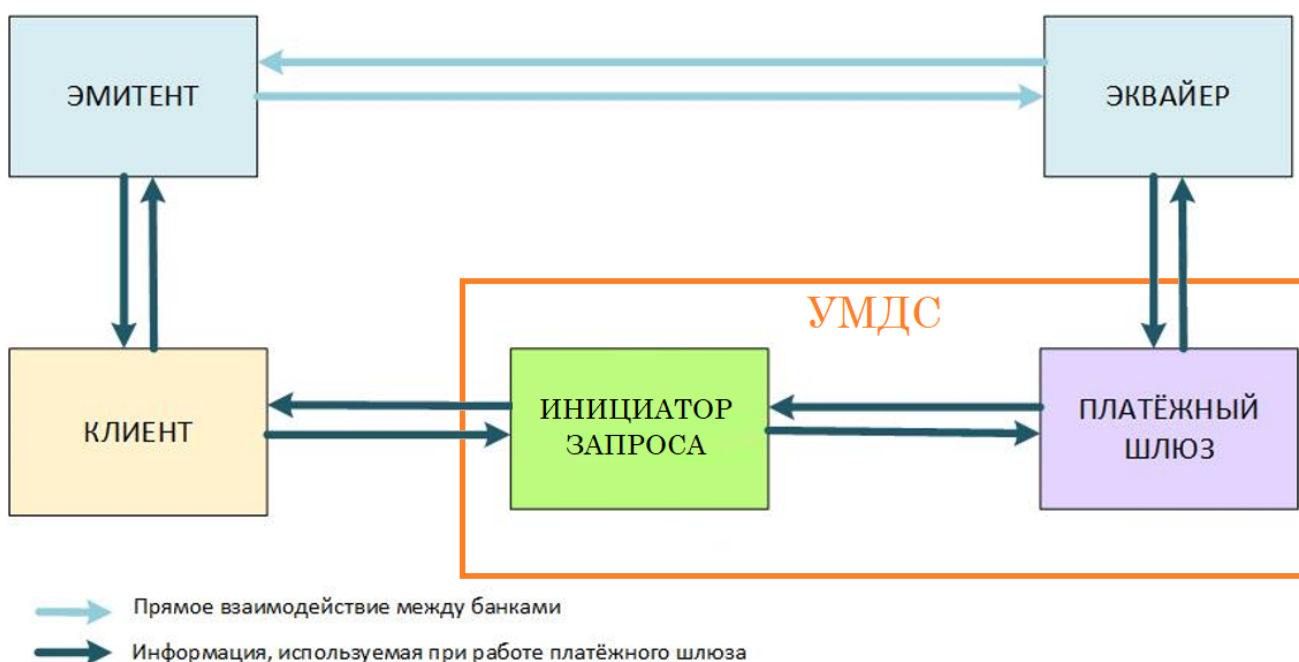 ЭМИТЕНТ
ЭКВАЙЕР
УМДС
КЛИЕНТ
ИНИЦИАТОР
ЗАПРОСА
ПЛАТЁЖНЫЙ
ШЛЮЗ
Прямое взаимодействие между банками
Информация, используемая при работе платёжного шлюза